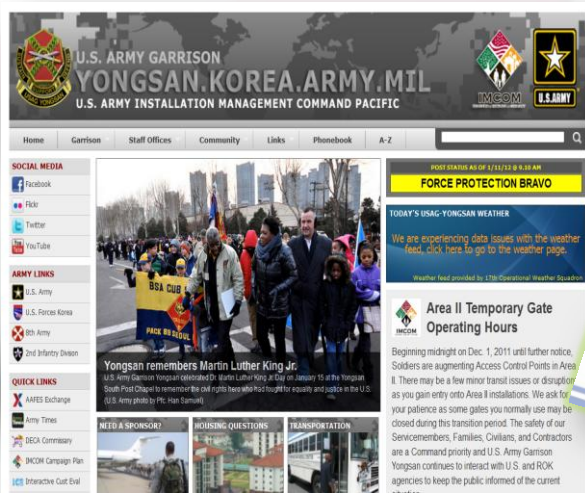 U.S. ARMY GARRISON
YONGSAN.KOREA.ARMY.MIL
U.S. ARMY INSTALLATION MANAGEMENT COMMAND PACIFIC
IMCOM
U.S.ARMY
Home Garrison Staff Offices Community Links Phonebook A-Z
SOCIAL MEDIA
Facebook
Flickr
Twitter
YouTube
ARMY LINKS
U.S. Army
U.S. Forces Korea
8th Army
2nd Infantry Division
QUICK LINKS
AAFES Exchange
Army Times
DECA Commissary
IMCOM Campaign Plan
Interactive Cust Eval
BSA CUB
PACK 89 SEOUL
Yongsan remembers Martin Luther King Jr.
U.S. Army Garrison Yongsan celebrated Dr. Martin Luther King Jr. Day on January 15 at the Yongsan
South Post Chapel to remember the civil rights hero who had fought for equality and justice in the U.S.
(U.S. Army photo by Pfc. Han Samuel)
NEED A SPONSOR?
HOUSING QUESTIONS
TRANSPORTATION
POST STATUS AS OF 1/11/12 @ 9.10 AM
FORCE PROTECTION BRAVO
TODAY'S USAG-YONGSAN WEATHER
We are experiencing data issues with the weather
feed, click here to go to the weather page.
Weather feed provided by 17th Operational Weather Squadron
IMCOM
Area II Temporary Gate
Operating Hours
Beginning midnight on Dec. 1, 2011 until further notice,
Soldiers are augmenting Access Control Points in Area
II. There may be a few minor transit issues or disruption
as you gain entry onto Area II installations. We ask for
your patience as some gates you normally use may be
closed during this transition period. The safety of our
Servicemembers, Families, Civilians, and Contractors
are a Command priority and U.S. Army Garrison
Yongsan continues to interact with U.S. and ROK
agencies to keep the public informed of the current